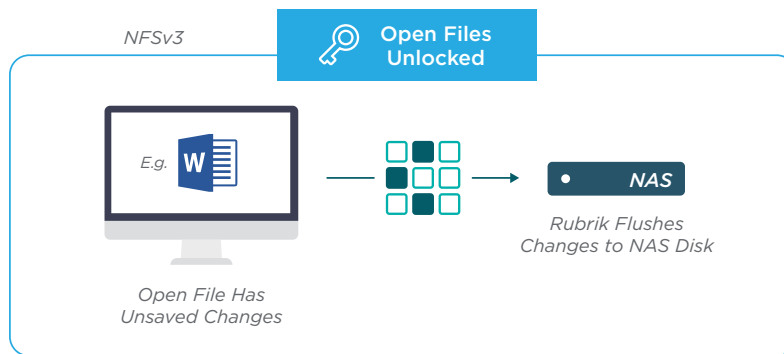 NFSv3
Open Files
Unlocked
E.g.
W
NAS
Rubrik Flushes
Changes to NAS Disk
Open File Has
Unsaved Changes